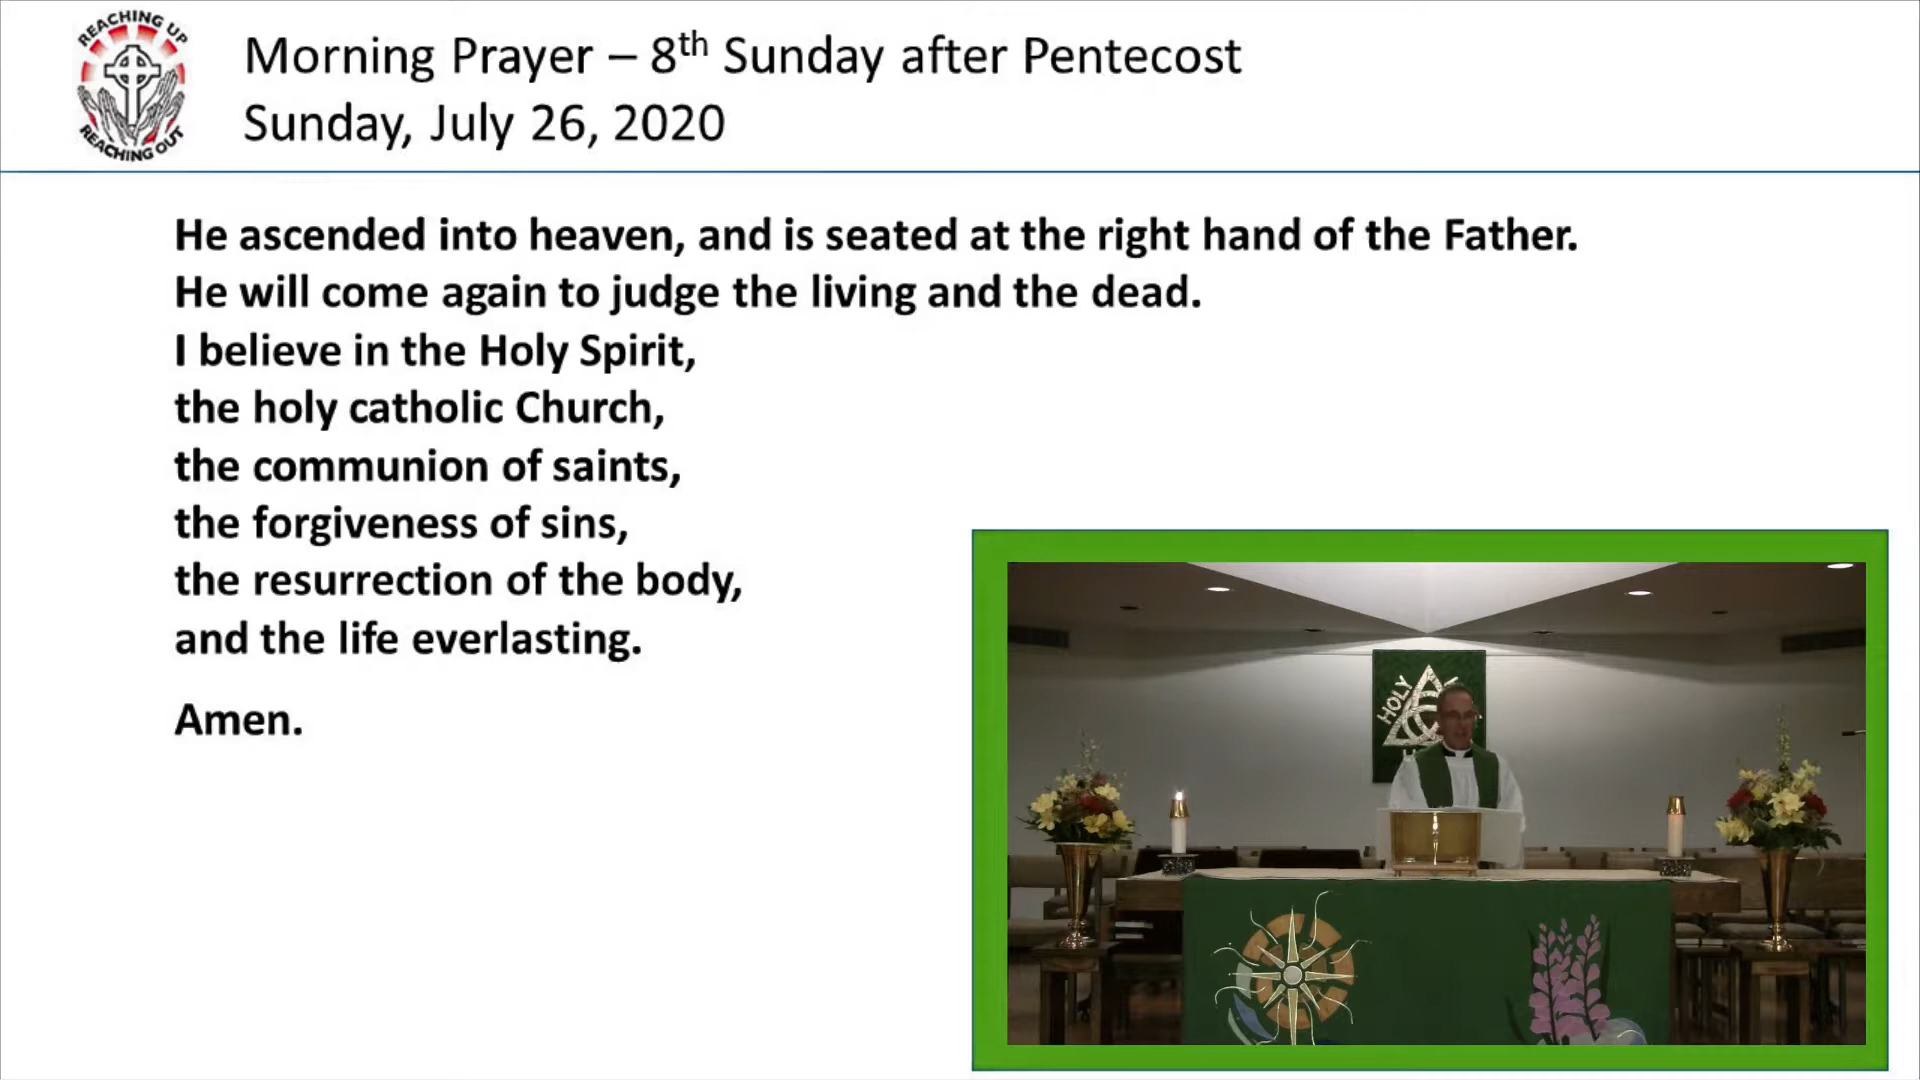 REACHING UP
REACHING OUT
Morning Prayer – 8th Sunday after Pentecost
Sunday, July 26, 2020
He ascended into heaven, and is seated at the right hand of the Father.
He will come again to judge the living and the dead.
I believe in the Holy Spirit,
the holy catholic Church,
the communion of saints,
the forgiveness of sins,
the resurrection of the body,
and the life everlasting.
Amen.
HOLY